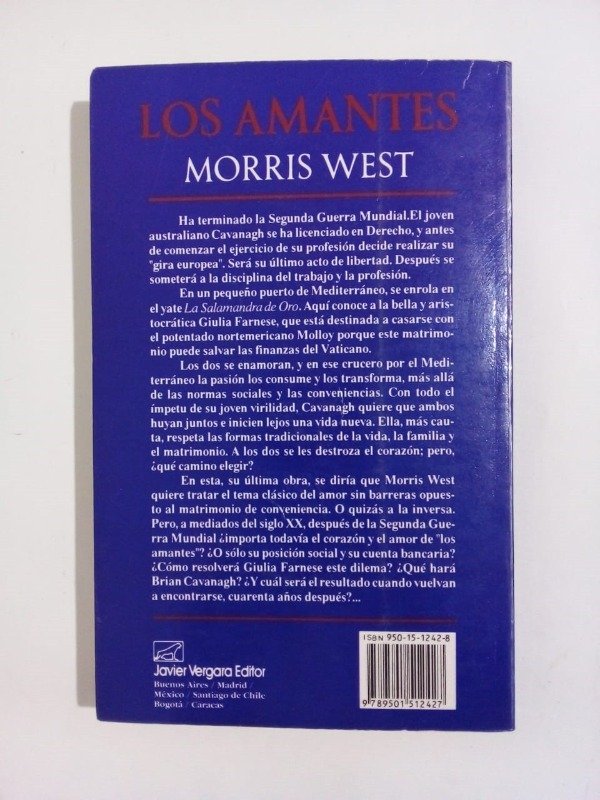 LOS AMANTES
MORRIS WEST
Ha terminado la Segunda Guerra Mundial.El joven
australiano Cavanagh se ha licenciado en Derecho, y antes
de comenzar el ejercicio de su profesión decide realizar su
"gira europea". Será su último acto de libertad. Después se
someterá a la disciplina del trabajo y la profesión.
En un pequeño puerto de Mediterráneo, se enrola en
el yate La Salamandra de Oro. Aquí conoce a la bella y aris-
tocrática Giulia Farnese, que está destinada a casarse con
el potentado nortemericano Molloy porque este matrimo-
nio puede salvar las finanzas del Vaticano.
Los dos se enamoran, y en ese crucero por el Medi-
terráneo la pasión los consume y los transforma, más allá
de las normas sociales y las conveniencias. Con todo el
ímpetu de su joven virilidad, Cavanagh quiere que ambos
huyan juntos e inicien lejos una vida nueva. Ella, más cau-
ta, respeta las formas tradicionales de la vida, la familia y
el matrimonio. A los dos se les destroza el corazón; pero,
¿qué camino elegir?
En esta, su última obra, se diría que Morris West
quiere tratar el tema clásico del amor sin barreras opues-
to al matrimonio de conveniencia. O quizás a la inversa.
Pero, a mediados del siglo XX, después de la Segunda Gue-
rra Mundial ¿importa todavía el corazón y el amor de "los
amantes"? ¿O sólo su posición social y su cuenta bancaria?
¿Cómo resolverá Giulia Farnese este dilema? ¿Qué hará
Brian Cavanagh? ¿Y cuál será el resultado cuando vuelvan
a encontrarse, cuarenta años después?...
Javier Vergara Editor
Buenos Aires / Madrid /
México / Santiago de Chile
Bogotá / Caracas
ISBN 950-15-1242-8
9 789501 512427